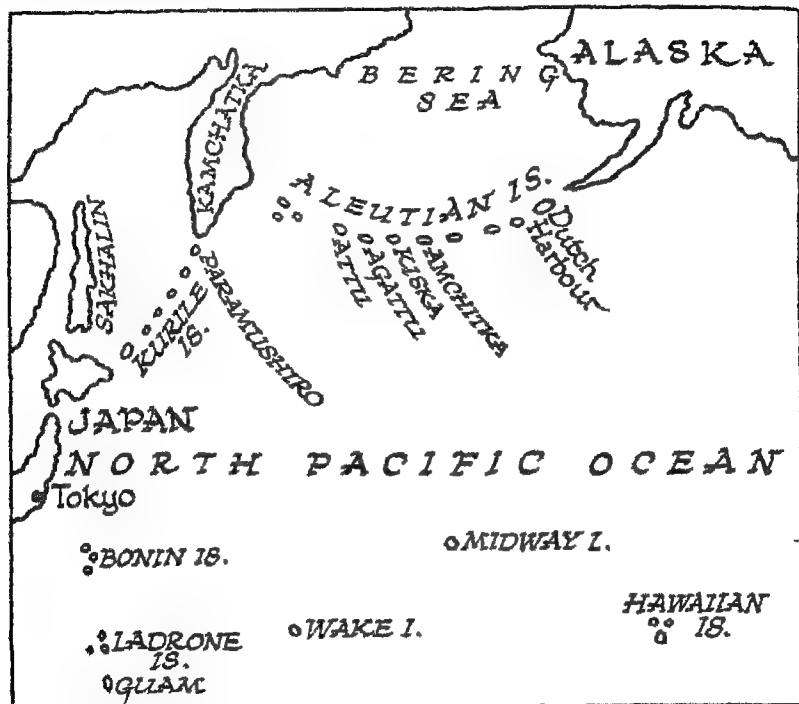 ALASKA
BERING
SEA
KAMCHATKA
ALEUTIAN IS.
Dutch
Harbour
SAKHALIN
ATTU
AGATTU
KISKA
AMCHITKA
PARAMUSHIRO
KURILE
IS.
JAPAN
NORTH PACIFIC OCEAN
Tokyo
MIDWAY I.
BONIN IS.
HAWAIIAN
IS.
WAKE I.
LADRONE
IS.
GUAM